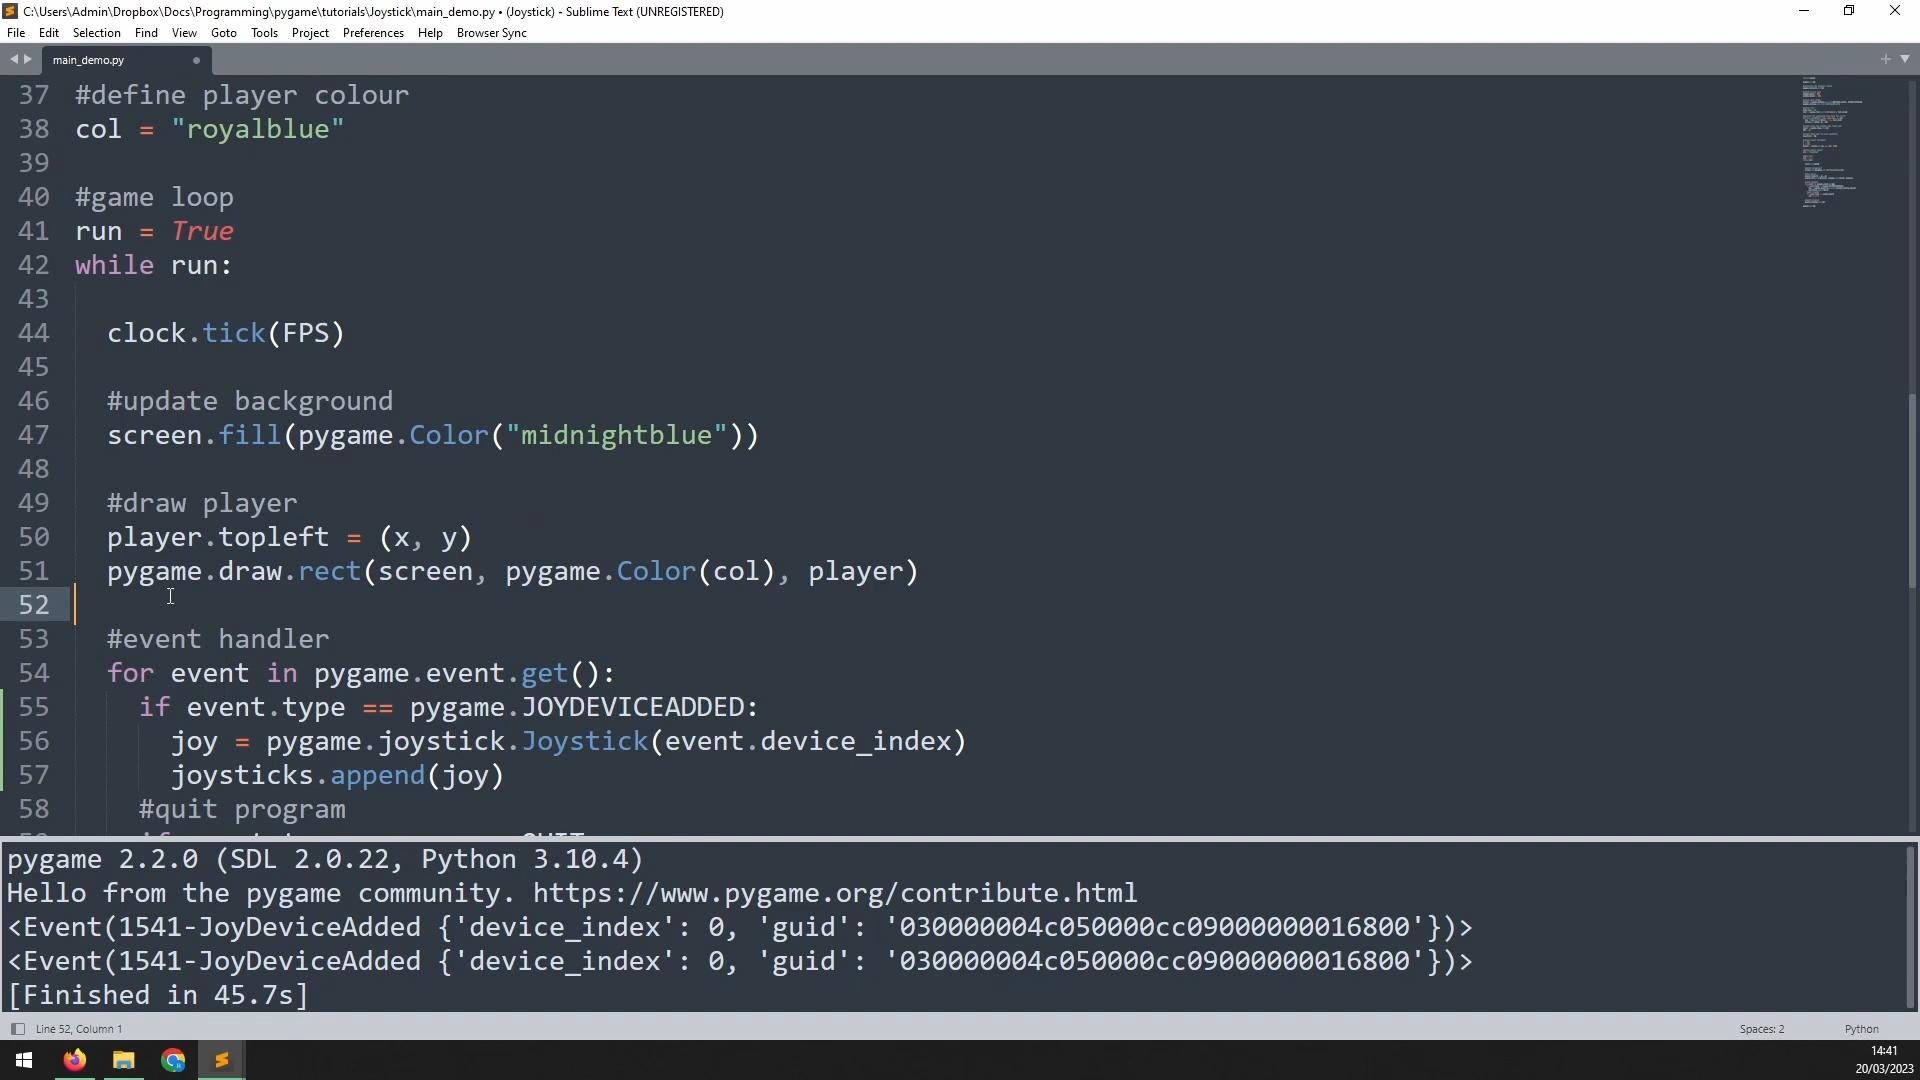 C:\Users\Admin\Dropbox\Docs\Programming\pygame\tutorials\Joystick\main_demo.py • (Joystick) - Sublime Text (UNREGISTERED)
File Edit Selection Find View Goto Tools Project Preferences Help Browser Sync
main_demo.py
37 #define player colour
38 col = "royalblue"
39
40 #game loop
41 run = True
42 while run:
43
44 clock.tick(FPS)
45
46 #update background
47 screen.fill(pygame.Color("midnightblue"))
48
49 #draw player
50 player.topleft = (x, y)
51 pygame.draw.rect(screen, pygame.Color(col), player)
52
53 #event handler
54 for event in pygame.event.get():
55 if event.type == pygame.JOYDEVICEADDED:
56 joy = pygame.joystick.Joystick(event.device_index)
57 joysticks.append(joy)
58 #quit program
pygame 2.2.0 (SDL 2.0.22, Python 3.10.4)
Hello from the pygame community. https://www.pygame.org/contribute.html
<Event(1541-JoyDeviceAdded {'device_index': 0, 'guid': '030000004c050000cc09000000016800'})>
<Event(1541-JoyDeviceAdded {'device_index': 0, 'guid': '030000004c050000cc09000000016800'})>
[Finished in 45.7s]
Line 52, Column 1 Spaces: 2 Python
14:41
20/03/2023